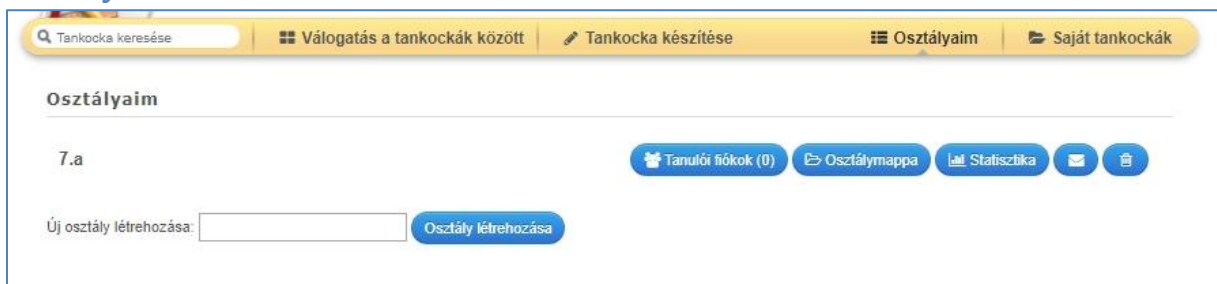 Tankocka keresése Válogatás a tankockák között Tankocka készítése Osztályaim Saját tankockák
Osztályaim
7.a Tanulói fiókok (0) Osztálymappa Statisztika
Új osztály létrehozása: Osztály létrehozása